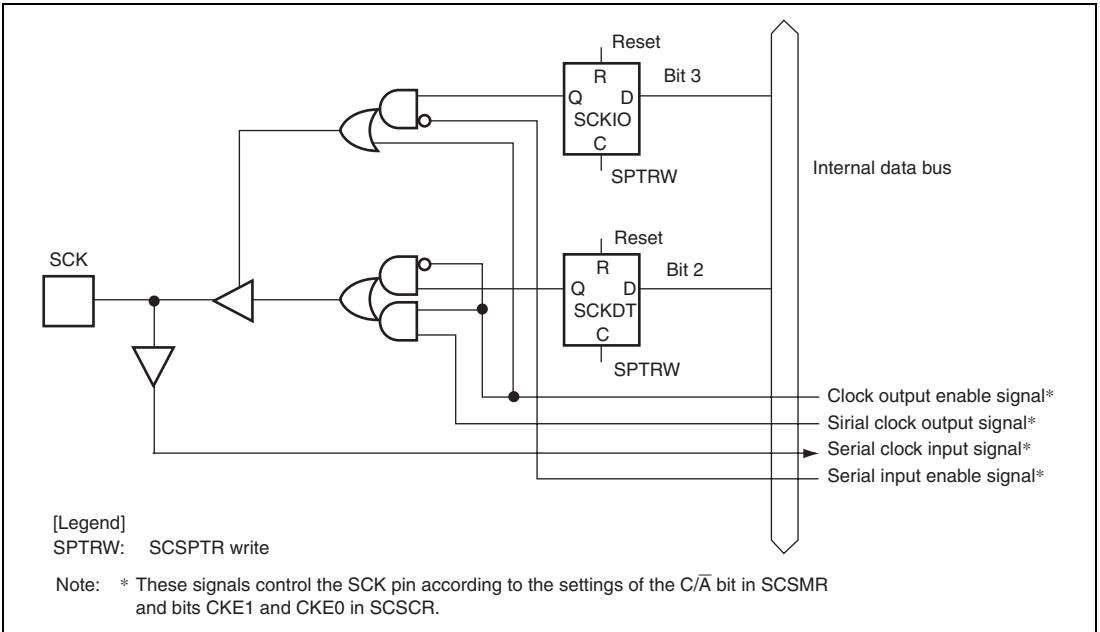 Reset
R
Bit 3
Q D
SCKIO
C
SPTRW
Internal data bus
Reset
SCK
R
Bit 2
Q D
SCKDT
C
SPTRW
Clock output enable signal*
Sirial clock output signal*
Serial clock input signal*
Serial input enable signal*
[Legend]
SPTRW: SCSPTR write
Note: * These signals control the SCK pin according to the settings of the C/A̅ bit in SCSMR
and bits CKE1 and CKE0 in SCSCR.